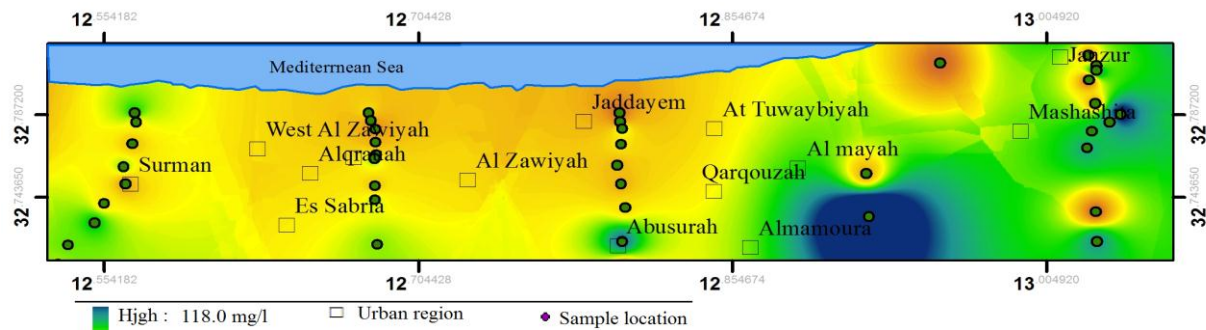 12.554182 12.704428 12.854674 13.004920
Mediterrnean Sea
Janzur
32.787200 32.787200
Jaddayem
At Tuwaybiyah
Mashashita
West Al Zawiyah
Alqranah
Surman
Al Zawiyah
Al mayah
32.743650 32.743650
Qarqouzah
Es Sabria
Abusurah
Almamoura
12.554182 12.704428 12.854674 13.004920
Hjgh : 118.0 mg/l Urban region Sample location